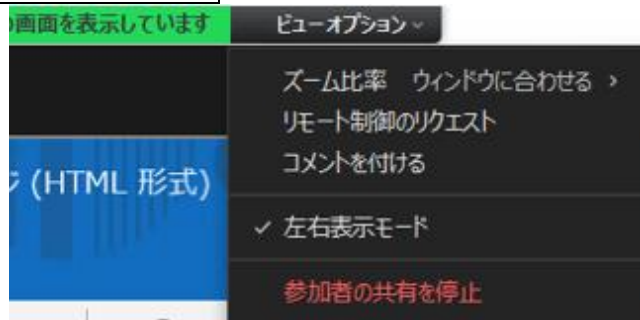 の画面を表示しています
ビューオプション
ズーム比率 ウィンドウに合わせる
リモート制御のリクエスト
コメントを付ける
(HTML 形式)
左右表示モード
参加者の共有を停止